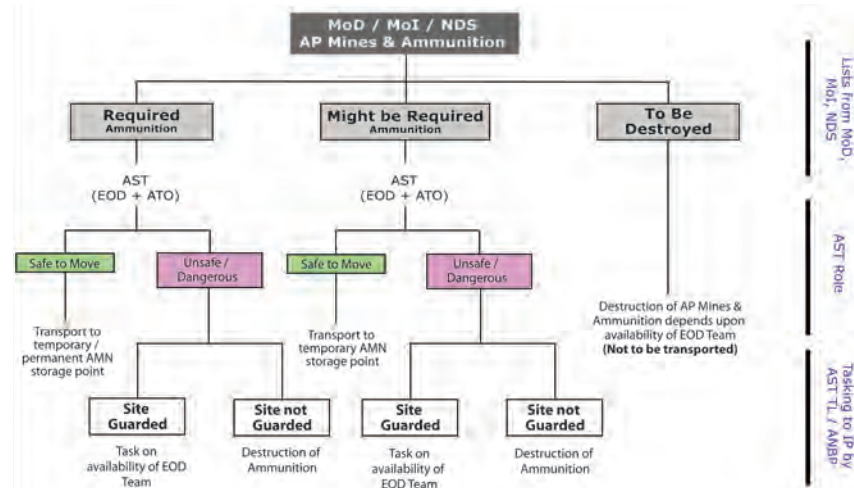 MoD / MoI / NDS
AP Mines & Ammunition
Required
Ammunition
Might be Required
Ammunition
To Be
Destroyed
AST
(EOD + ATO)
AST
(EOD + ATO)
Safe to Move
Unsafe /
Dangerous
Safe to Move
Unsafe /
Dangerous
Transport to
temporary /
permanent AMN
storage point
Transport to
temporary AMN
storage point
Destruction of AP Mines &
Ammunition depends upon
availability of EOD Team
(Not to be transported)
Site
Guarded
Site not
Guarded
Site
Guarded
Site not
Guarded
Task on
availability of EOD
Team
Destruction of
Ammunition
Task on
availability of EOD
Team
Destruction of
Ammunition
Lists from MoD,
MoI, NDS
AST Role
Tasking to IP by
AST TL / ANBP